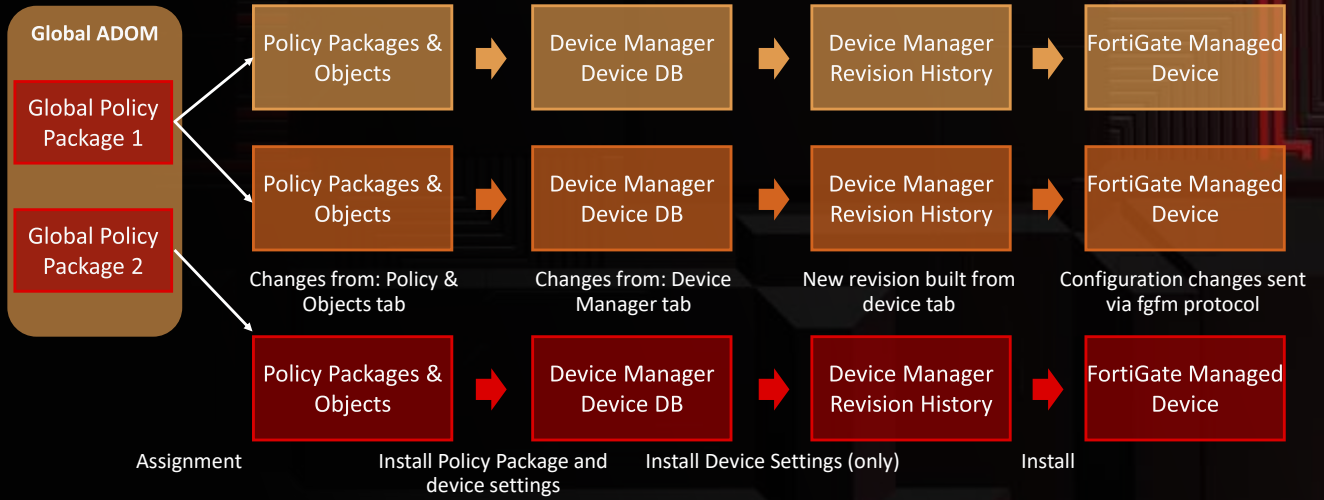 Global ADOM
Global Policy
Package 1
Global Policy
Package 2
Policy Packages &
Objects
Device Manager
Device DB
Device Manager
Revision History
FortiGate Managed
Device
Policy Packages &
Objects
Device Manager
Device DB
Device Manager
Revision History
FortiGate Managed
Device
Changes from: Policy &
Objects tab
Changes from: Device
Manager tab
New revision built from
device tab
Configuration changes sent
via fgfm protocol
Policy Packages &
Objects
Device Manager
Device DB
Device Manager
Revision History
FortiGate Managed
Device
Assignment
Install Policy Package and
device settings
Install Device Settings (only)
Install